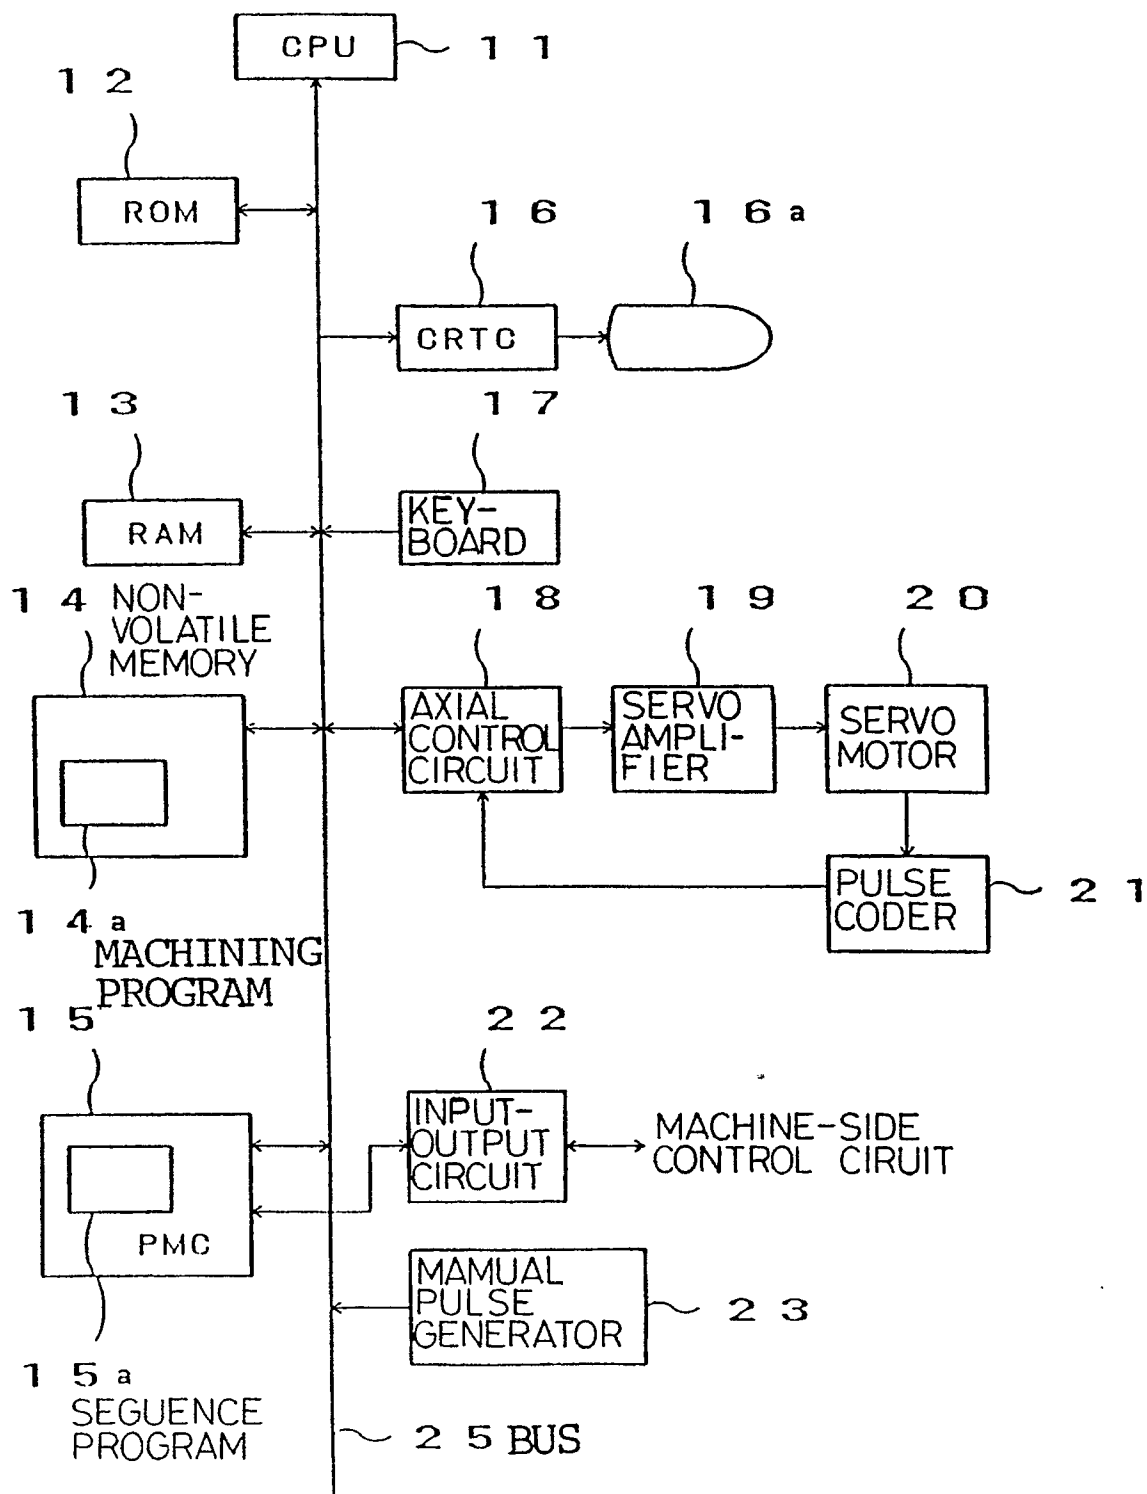 CPU
11
12
ROM
16
16a
CRTC
13
17
RAM
KEY-
BOARD
14
NON-
VOLATILE
MEMORY
18
19
20
AXIAL
CONTROL
CIRCUIT
SERVO
AMPLI-
FIER
SERVO
MOTOR
PULSE
CODER
21
14a
MACHINING
PROGRAM
15
22
INPUT-
OUTPUT
CIRCUIT
MACHINE-SIDE
CONTROL CIRUIT
PMC
MAMUAL
PULSE
GENERATOR
23
15a
SEGUENCE
PROGRAM
25 BUS